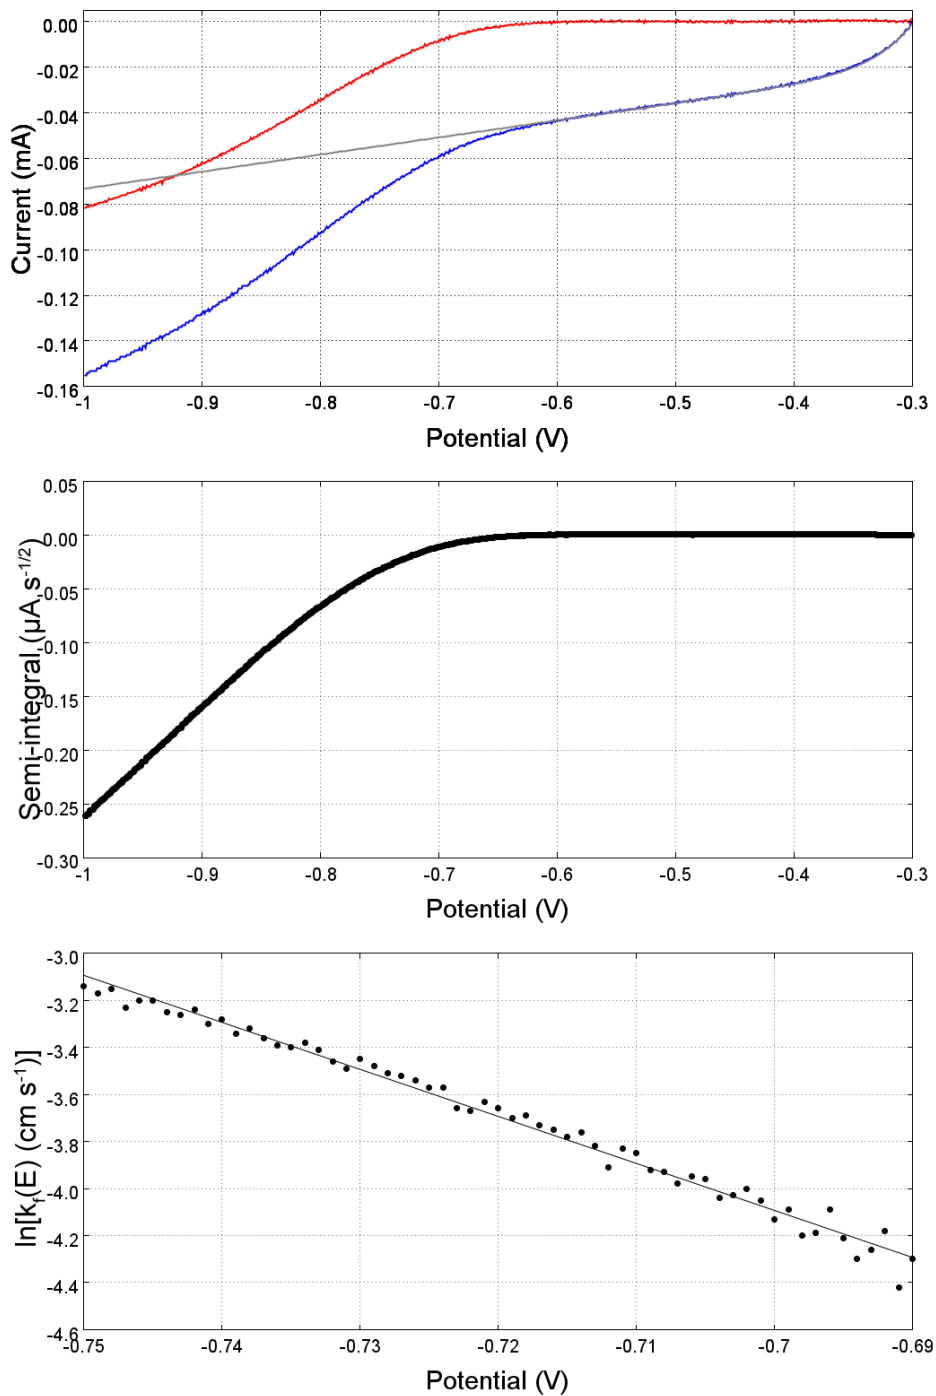 0.00
-0.02
-0.04
-0.06
-0.08
-0.10
-0.12
-0.14
-0.16
Current (mA)
-1 -0.9 -0.8 -0.7 -0.6 -0.5 -0.4 -0.3
Potential (V)
0.05
0.00
-0.05
-0.10
-0.15
-0.20
-0.25
-0.30
Semi-integral, (µA,s-1/2)
-1 -0.9 -0.8 -0.7 -0.6 -0.5 -0.4 -0.3
Potential (V)
-3.0
-3.2
-3.4
-3.6
-3.8
-4.0
-4.2
-4.4
-4.6
ln[kf(E) (cm s-1)]
-0.75 -0.74 -0.73 -0.72 -0.71 -0.7 -0.69
Potential (V)